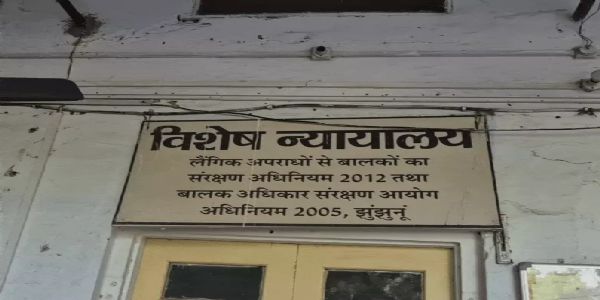 विशेष न्यायालय
लैंगिक अपराधों से बालकों का
संरक्षण अधिनियम 2012 तथा
बालक अधिकार संरक्षण आयोग
अधिनियम 2005, झुंझुनू